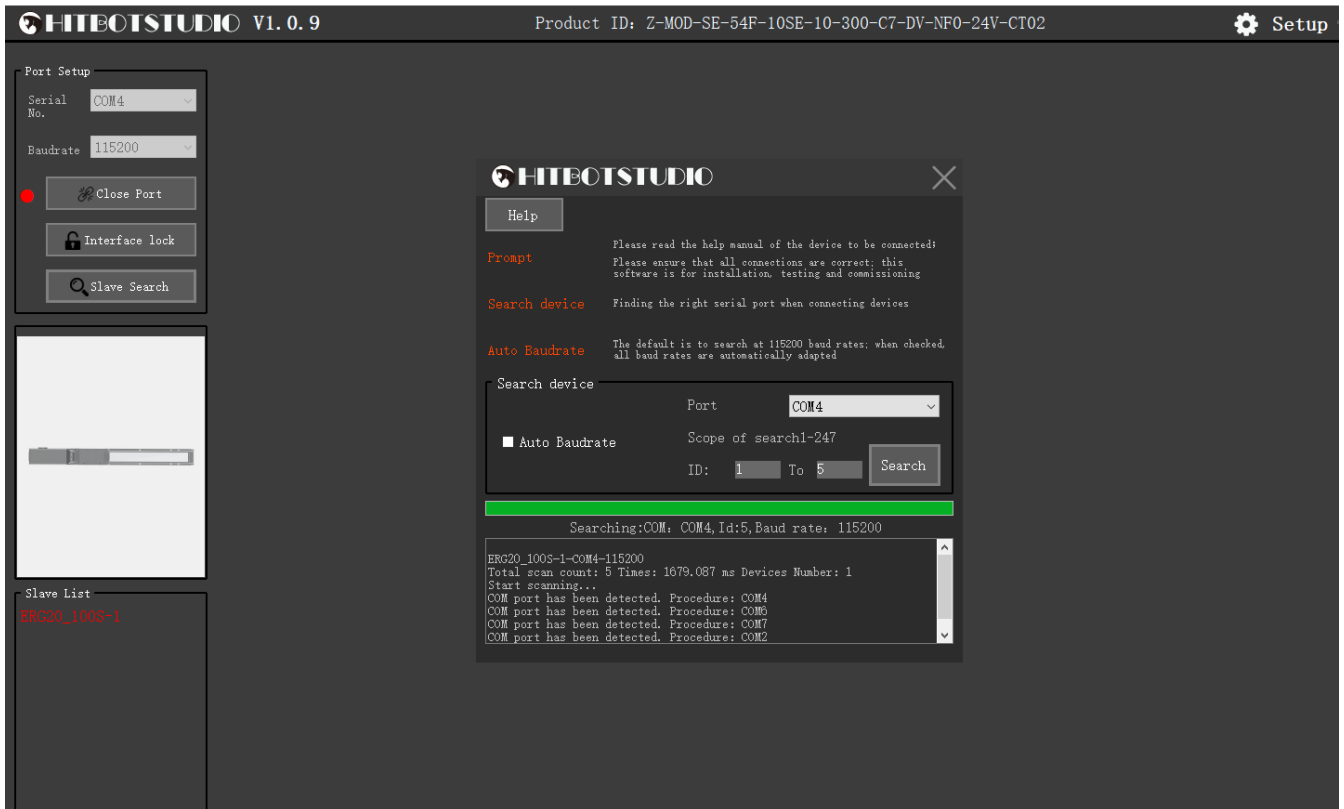 HITBOTSTUDIO V1.0.9
Product ID: Z-MOD-SE-54F-10SE-10-300-C7-DV-NF0-24V-CT02
Setup
Port Setup
Serial No.
COM4
Baudrate
115200
Close Port
Interface lock
Slave Search
Slave List
ERG20_100S-1
HITBOTSTUDIO
Help
Prompt
Please read the help manual of the device to be connected;
Please ensure that all connections are correct; this
software is for installation, testing and commissioning
Search device
Finding the right serial port when connecting devices
Auto Baudrate
The default is to search at 115200 baud rates; when checked,
all baud rates are automatically adapted
Search device
Port
COM4
Auto Baudrate
Scope of search1-247
ID: 1 To 5
Search
Searching:COM: COM4,Id:5,Baud rate: 115200
ERG20_100S-1-COM4-115200
Total scan count: 5 Times: 1679.087 ms Devices Number: 1
Start scanning...
COM port has been detected. Procedure: COM4
COM port has been detected. Procedure: COM6
COM port has been detected. Procedure: COM7
COM port has been detected. Procedure: COM2